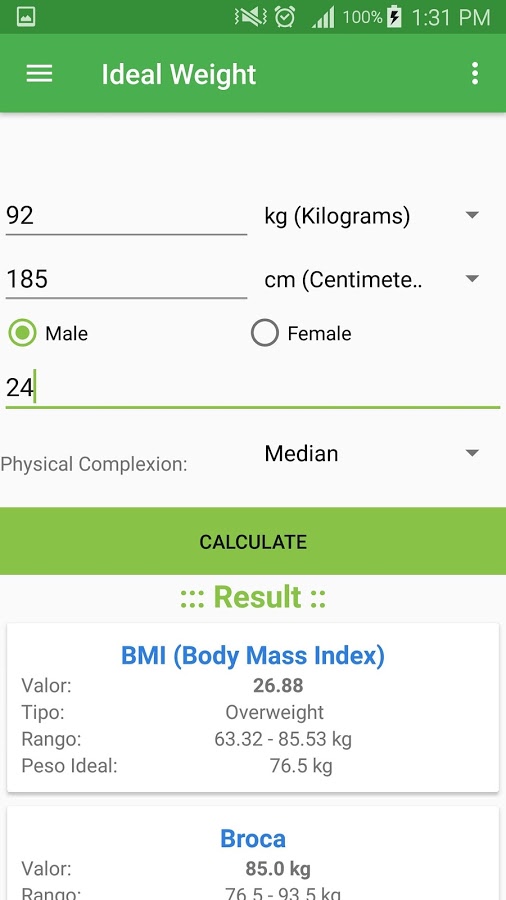 100% 1:31 PM
Ideal Weight
92 kg (Kilograms)
185 cm (Centimete..
Male Female
24
Physical Complexion: Median
CALCULATE
::: Result ::
BMI (Body Mass Index)
Valor: 26.88
Tipo: Overweight
Rango: 63.32 - 85.53 kg
Peso Ideal: 76.5 kg
Broca
Valor: 85.0 kg
Rango: 76.5 - 93.5 kg